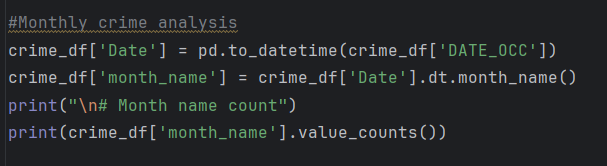 #Monthly crime analysis
crime_df['Date'] = pd.to_datetime(crime_df['DATE_OCC'])
crime_df['month_name'] = crime_df['Date'].dt.month_name()
print("\n# Month name count")
print(crime_df['month_name'].value_counts())